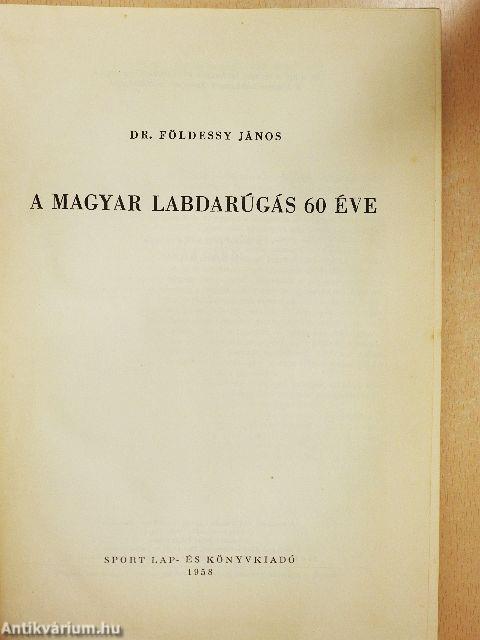 DR. FÖLDESSY JÁNOS
A MAGYAR LABDARÚGÁS 60 ÉVE
SPORT LAP- ÉS KÖNYVKIADÓ
1958
Antikvárium.hu